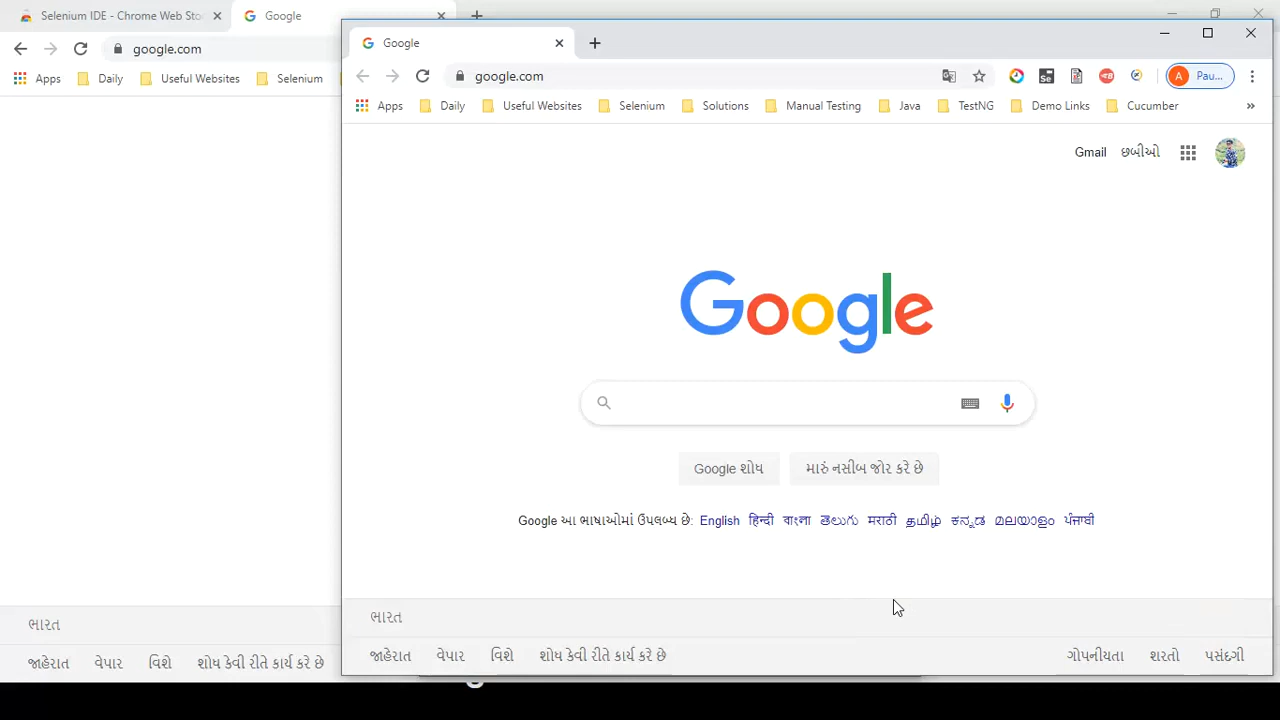 Selenium IDE - Chrome Web Sto
Google
google.com
Apps Daily Useful Websites Selenium
ભારત
જાહેરાત વેપાર વિશે શોધ કેવી રીતે કાર્ય કરે છે
Google
google.com
A Pau...
Apps Daily Useful Websites Selenium Solutions Manual Testing Java TestNG Demo Links Cucumber »
Gmail છબીઓ
Google
Google શોધ મારું નસીબ જોર કરે છે
Google આ ભાષાઓમાં ઉપલબ્ધ છે: English हिन्दी বাংলা తెలుగు मराठी தமிழ் ಕನ್ನಡ മലയാളം ਪੰਜਾਬੀ
ભારત
જાહેરાત વેપાર વિશે શોધ કેવી રીતે કાર્ય કરે છે ગોપનીયતા શરતો પસંદગી